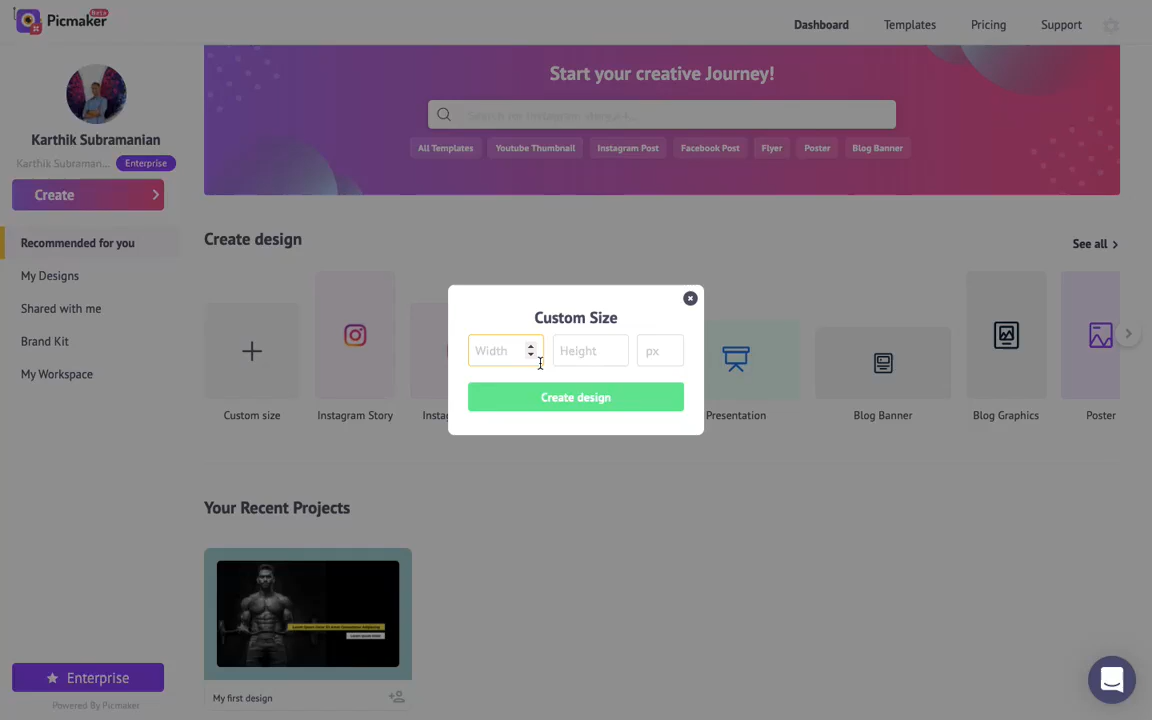 Picmaker Beta
Dashboard
Templates
Pricing
Support
Start your creative Journey!
All Templates
Youtube Thumbnail
Instagram Post
Facebook Post
Flyer
Poster
Blog Banner
Karthik Subramanian
Karthik Subraman...
Enterprise
Create
Recommended for you
My Designs
Shared with me
Brand Kit
My Workspace
Create design
See all
Custom size
Instagram Story
Insta
Presentation
Blog Banner
Blog Graphics
Poster
Custom Size
Width
Height
px
Create design
Your Recent Projects
My first design
Enterprise
Powered By Picmaker